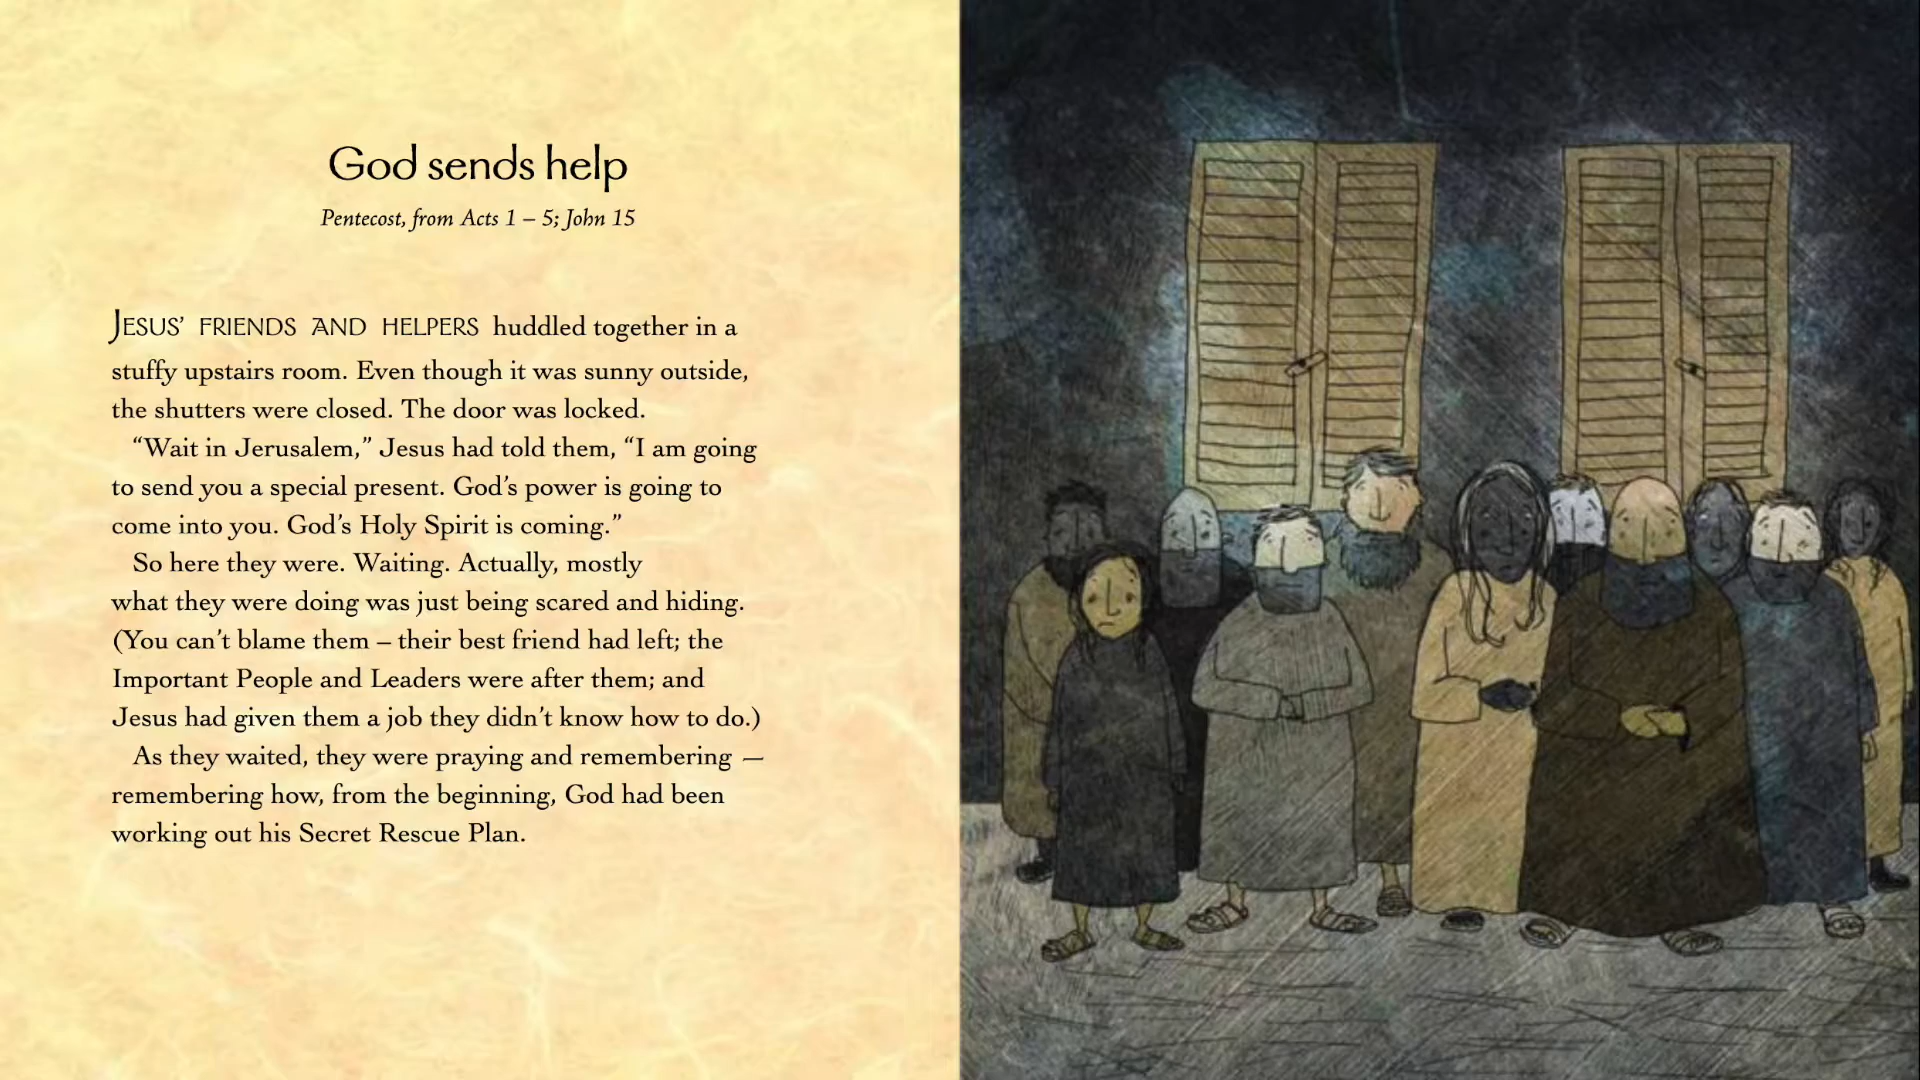 God sends help
Pentecost, from Acts 1 – 5; John 15
JESUS’ FRIENDS AND HELPERS huddled together in a
stuffy upstairs room. Even though it was sunny outside,
the shutters were closed. The door was locked.
“Wait in Jerusalem,” Jesus had told them, “I am going
to send you a special present. God’s power is going to
come into you. God’s Holy Spirit is coming.”
So here they were. Waiting. Actually, mostly
what they were doing was just being scared and hiding.
(You can’t blame them – their best friend had left; the
Important People and Leaders were after them; and
Jesus had given them a job they didn’t know how to do.)
As they waited, they were praying and remembering —
remembering how, from the beginning, God had been
working out his Secret Rescue Plan.